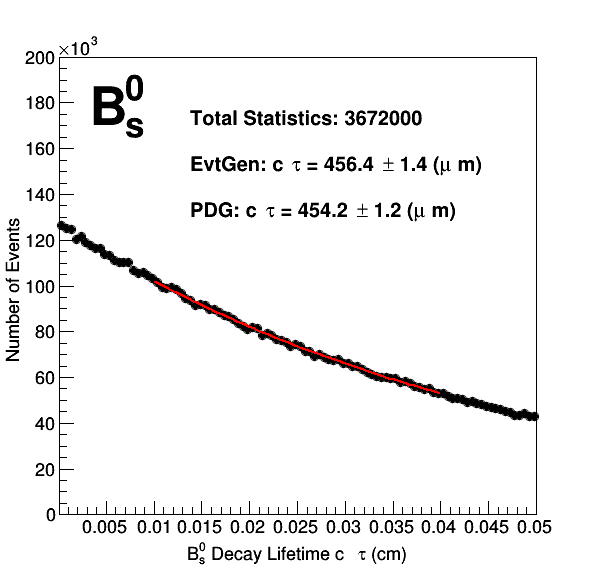 ×10³
200
180
160
140
120
100
80
60
40
20
0
Number of Events
B⁰ₛ
Total Statistics: 3672000
EvtGen: c τ = 456.4 ± 1.4 (μ m)
PDG: c τ = 454.2 ± 1.2 (μ m)
0.005 0.01 0.015 0.02 0.025 0.03 0.035 0.04 0.045 0.05
B⁰ₛ Decay Lifetime c τ (cm)